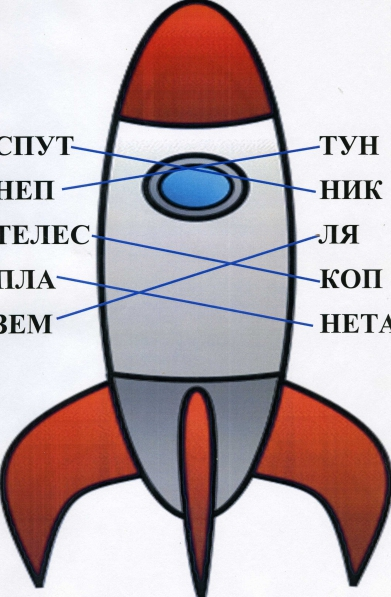 СПУТ ТУН
НЕП НИК
ТЕЛЕС ЛЯ
ПЛА КОП
ЗЕМ НЕТА